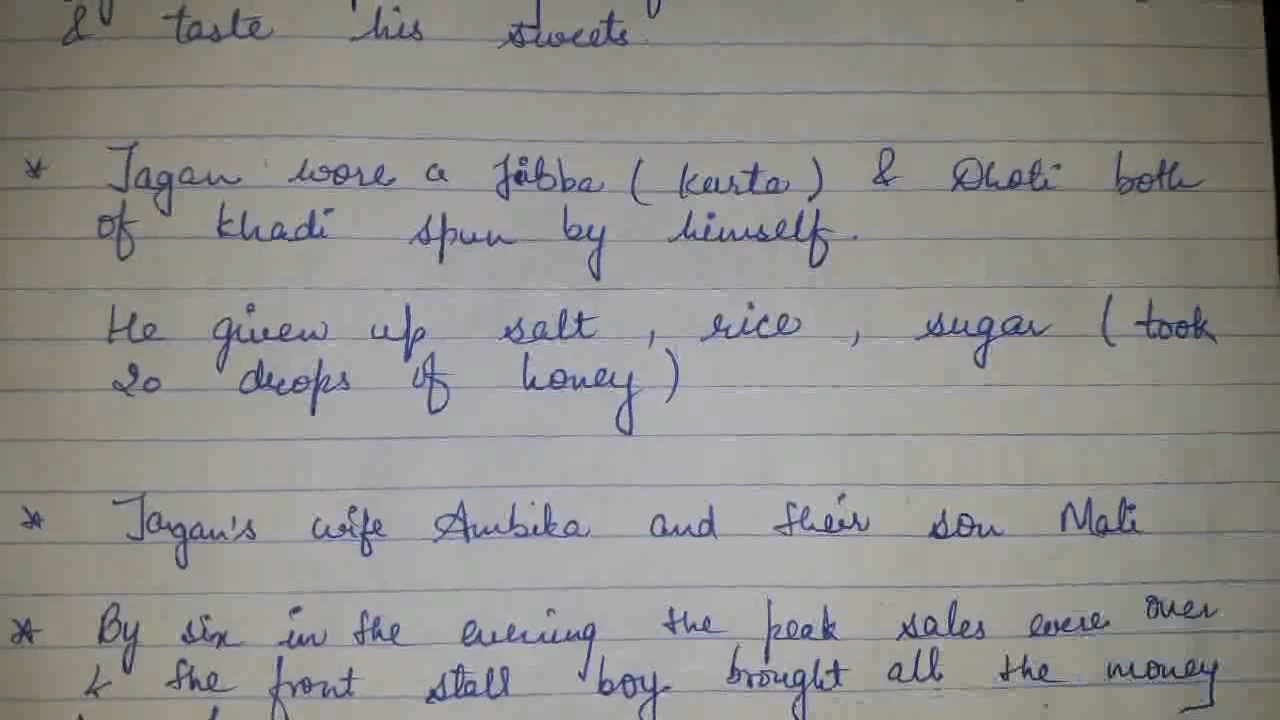 & taste his sweets.
* Jagan wore a Jibba (kurta) & Dhoti both
of khadi spun by himself.
He given up salt, rice, sugar (took
20 drops of honey)
* Jagan's wife Ambika and their son Mali
* By six in the evening the peak sales were over
& the front stall boy brought all the money